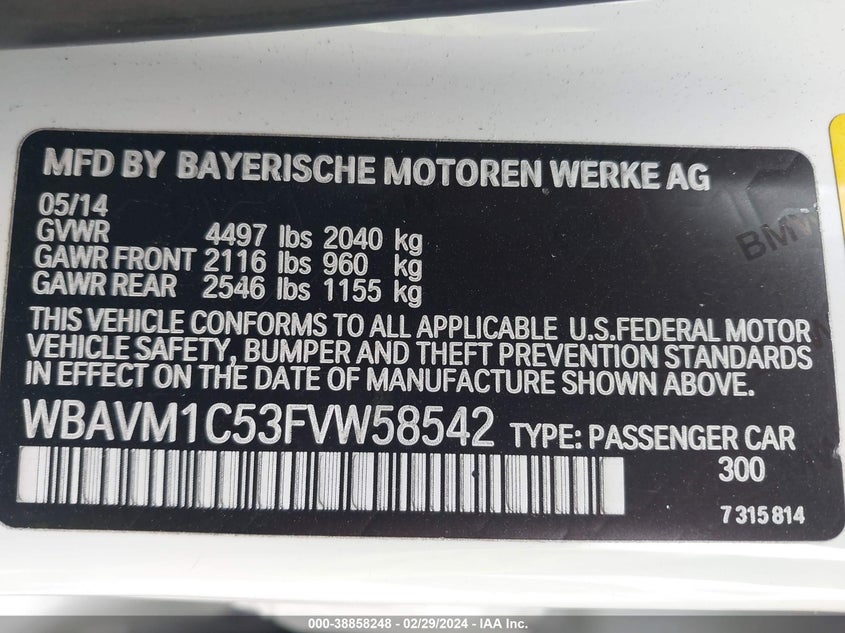 MFD BY BAYERISCHE MOTOREN WERKE AG
05/14
GVWR 4497 lbs 2040 kg
GAWR FRONT 2116 lbs 960 kg
GAWR REAR 2546 lbs 1155 kg
THIS VEHICLE CONFORMS TO ALL APPLICABLE U.S.FEDERAL MOTOR
VEHICLE SAFETY, BUMPER AND THEFT PREVENTION STANDARDS
IN EFFECT ON THE DATE OF MANUFACTURE SHOWN ABOVE.
WBAVM1C53FVW58542 TYPE: PASSENGER CAR
300
7 315 814
BMW
000-38858248 - 02/29/2024 - IAA Inc.